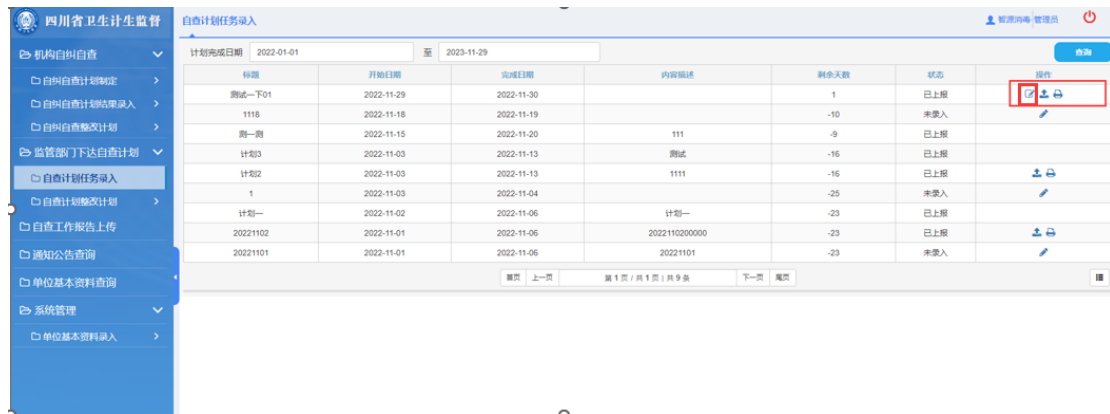 四川省卫生计生监督
自查计划任务录入
智源消毒-管理员
机构自纠自查
自纠自查计划制定
自纠自查计划结果录入
自纠自查整改计划
监管部门下达自查计划
自查计划任务录入
自查计划整改计划
自查工作报告上传
通知公告查询
单位基本资料查询
系统管理
单位基本资料录入
计划完成日期 2022-01-01 至 2023-11-29 查询
标题 开始日期 完成日期 内容描述 剩余天数 状态 操作
测试一下01 2022-11-29 2022-11-30 1 已上报
1118 2022-11-18 2022-11-19 -10 未录入
测一测 2022-11-15 2022-11-20 111 -9 已上报
计划3 2022-11-03 2022-11-13 测试 -16 已上报
计划2 2022-11-03 2022-11-13 1111 -16 已上报
1 2022-11-03 2022-11-04 -25 未录入
计划一 2022-11-02 2022-11-06 计划一 -23 已上报
20221102 2022-11-01 2022-11-06 2022110200000 -23 已上报
20221101 2022-11-01 2022-11-06 20221101 -23 未录入
首页 上一页 第 1 页 / 共 1 页 | 共 9 条 下一页 尾页